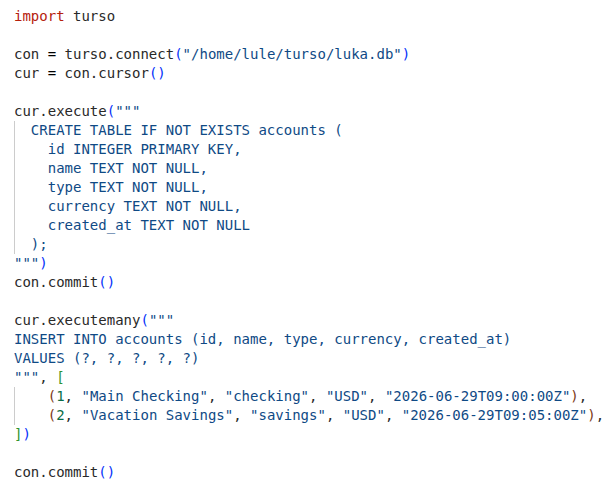 import turso
con = turso.connect("/home/lule/turso/luka.db")
cur = con.cursor()
cur.execute("""
  CREATE TABLE IF NOT EXISTS accounts (
    id INTEGER PRIMARY KEY,
    name TEXT NOT NULL,
    type TEXT NOT NULL,
    currency TEXT NOT NULL,
    created_at TEXT NOT NULL
  );
""")
con.commit()
cur.executemany("""
INSERT INTO accounts (id, name, type, currency, created_at)
VALUES (?, ?, ?, ?, ?)
""", [
    (1, "Main Checking", "checking", "USD", "2026-06-29T09:00:00Z"),
    (2, "Vacation Savings", "savings", "USD", "2026-06-29T09:05:00Z"),
])
con.commit()